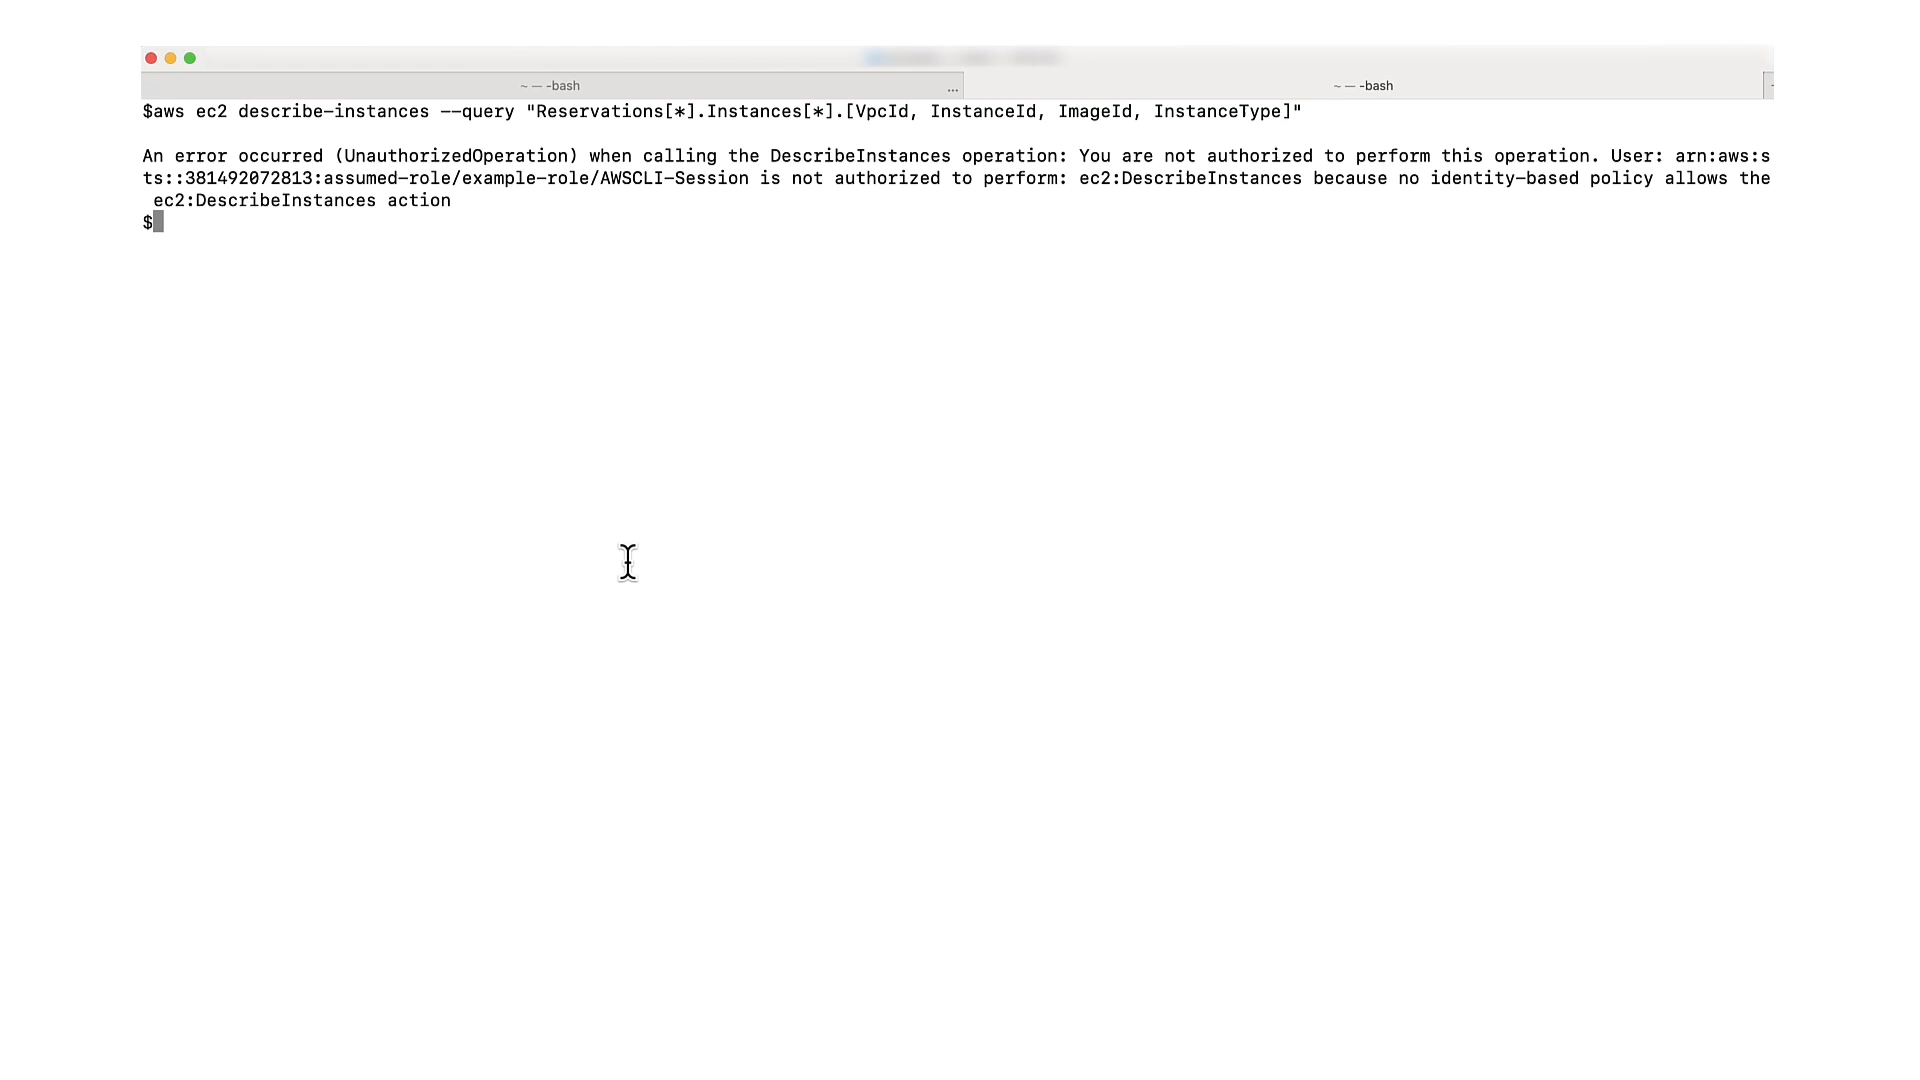 ~ — -bash
...
~ — -bash
$aws ec2 describe-instances --query "Reservations[*].Instances[*].[VpcId, InstanceId, ImageId, InstanceType]"
An error occurred (UnauthorizedOperation) when calling the DescribeInstances operation: You are not authorized to perform this operation. User: arn:aws:s
ts::381492072813:assumed-role/example-role/AWSCLI-Session is not authorized to perform: ec2:DescribeInstances because no identity-based policy allows the
ec2:DescribeInstances action
$